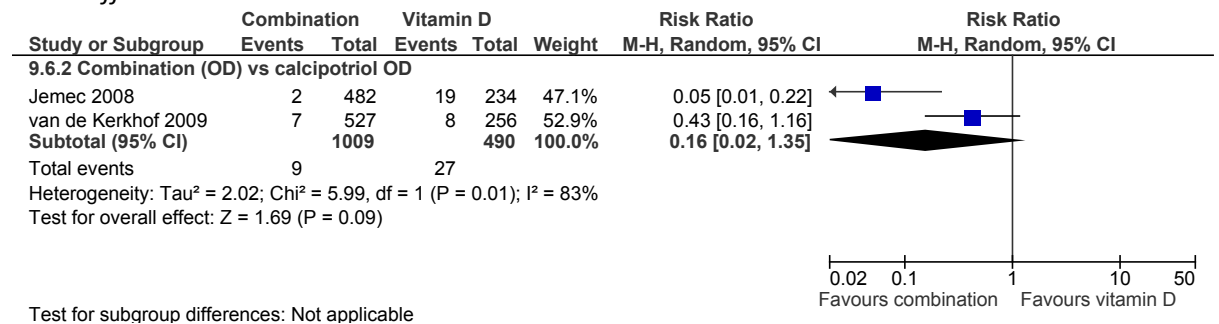 Combination Vitamin D Risk Ratio Risk Ratio
Study or Subgroup Events Total Events Total Weight M-H, Random, 95% CI M-H, Random, 95% CI
9.6.2 Combination (OD) vs calcipotriol OD
Jemec 2008 2 482 19 234 47.1% 0.05 [0.01, 0.22]
van de Kerkhof 2009 7 527 8 256 52.9% 0.43 [0.16, 1.16]
Subtotal (95% CI) 1009 490 100.0% 0.16 [0.02, 1.35]
Total events 9 27
Heterogeneity: Tau² = 2.02; Chi² = 5.99, df = 1 (P = 0.01); I² = 83%
Test for overall effect: Z = 1.69 (P = 0.09)
0.02 0.1 1 10 50
Favours combination Favours vitamin D
Test for subgroup differences: Not applicable